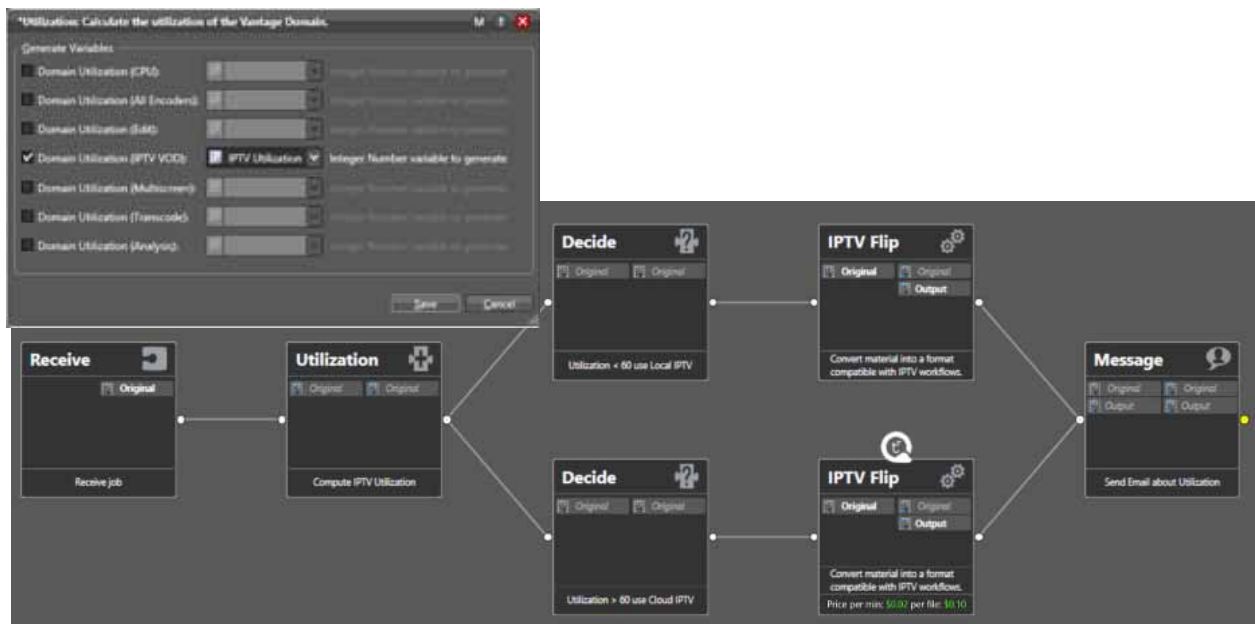 *Utilization: Calculate the utilization of the Vantage Domain.
M ? X
Generate Variables
Domain Utilization (CPU):
Domain Utilization (All Encoders):
Domain Utilization (Edit):
Domain Utilization (IPTV VOD): IPTV Utilization Integer Number variable to generate
Domain Utilization (Multiscreen):
Domain Utilization (Transcode):
Domain Utilization (Analysis):
Save Cancel
Receive
Original
Receive job
Utilization
Original Original
Compute IPTV Utilization
Decide
Original Original
Utilization < 60 use Local IPTV
IPTV Flip
Original Original
Output
Convert material into a format
compatible with IPTV workflows.
Decide
Original Original
Utilization > 60 use Cloud IPTV
IPTV Flip
Original Original
Output
Convert material into a format
compatible with IPTV workflows.
Price per min: $0.02 per file: $0.10
Message
Original Original
Output Output
Send Email about Utilization